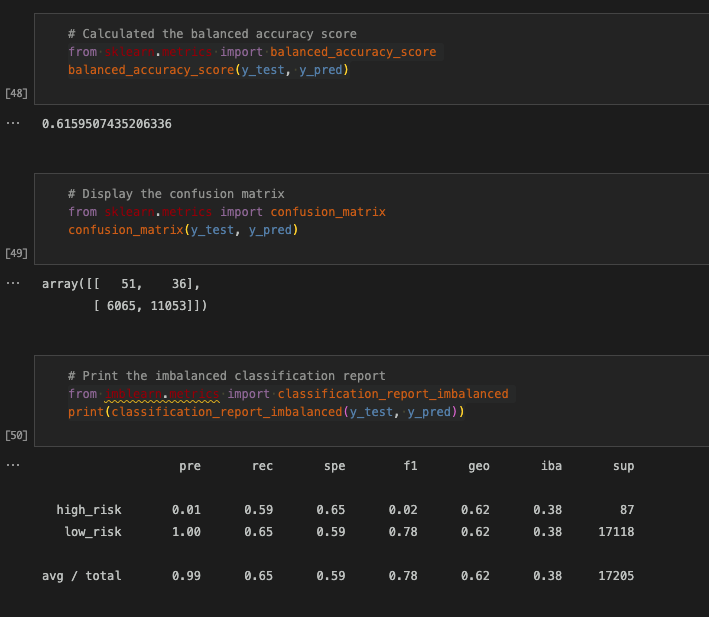 # Calculated the balanced accuracy score
from sklearn.metrics import balanced_accuracy_score
balanced_accuracy_score(y_test, y_pred)
[48]
... 0.6159507435206336
# Display the confusion matrix
from sklearn.metrics import confusion_matrix
confusion_matrix(y_test, y_pred)
[49]
... array([[   51,    36],
       [ 6065, 11053]])
# Print the imbalanced classification report
from imblearn.metrics import classification_report_imbalanced
print(classification_report_imbalanced(y_test, y_pred))
[50]
... pre rec spe f1 geo iba sup
high_risk 0.01 0.59 0.65 0.02 0.62 0.38 87
low_risk 1.00 0.65 0.59 0.78 0.62 0.38 17118
avg / total 0.99 0.65 0.59 0.78 0.62 0.38 17205